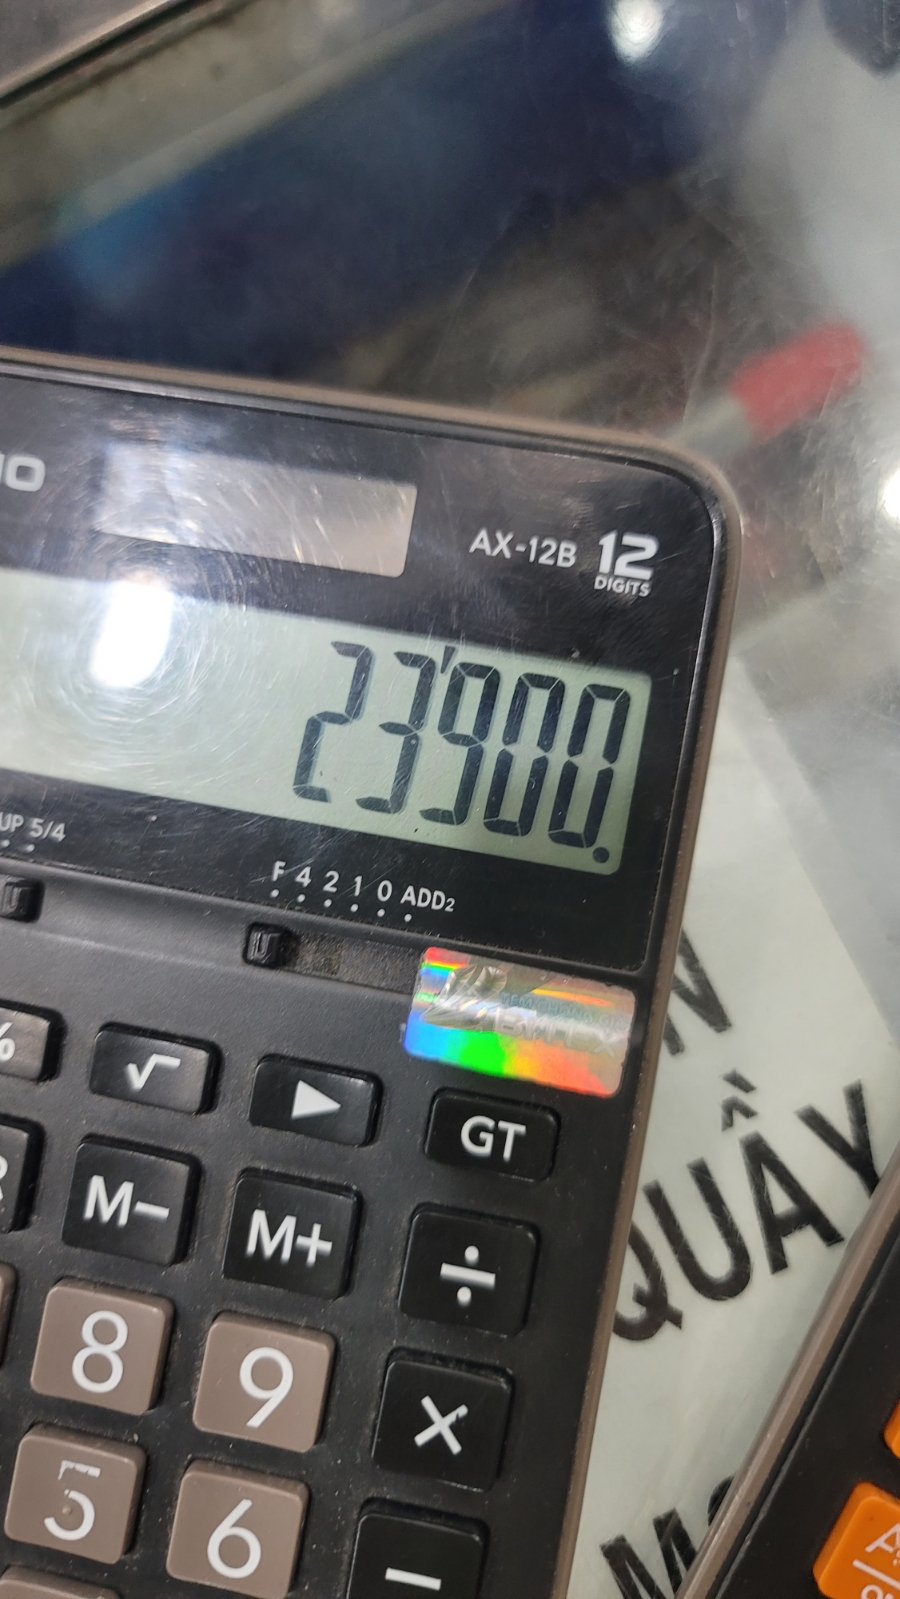 AX-12B 12
DIGITS
23'900.
UP 5/4
F 4 2 1 0 ADD2
%
√ ▶ GT
M− M+ ÷
8 9 ×
5 6 −
QUẦY